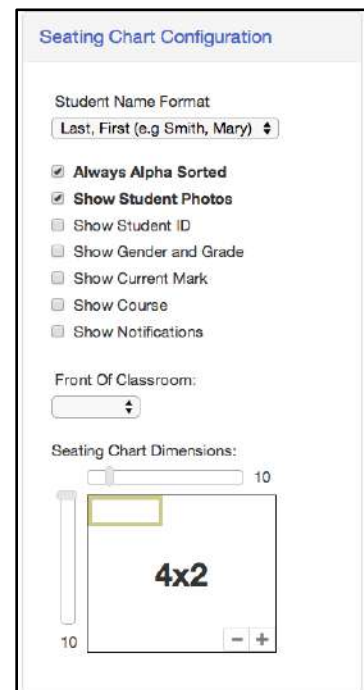 Seating Chart Configuration
Student Name Format
Last, First (e.g Smith, Mary)
Always Alpha Sorted
Show Student Photos
Show Student ID
Show Gender and Grade
Show Current Mark
Show Course
Show Notifications
Front Of Classroom:
Seating Chart Dimensions:
10
4x2
- +
10